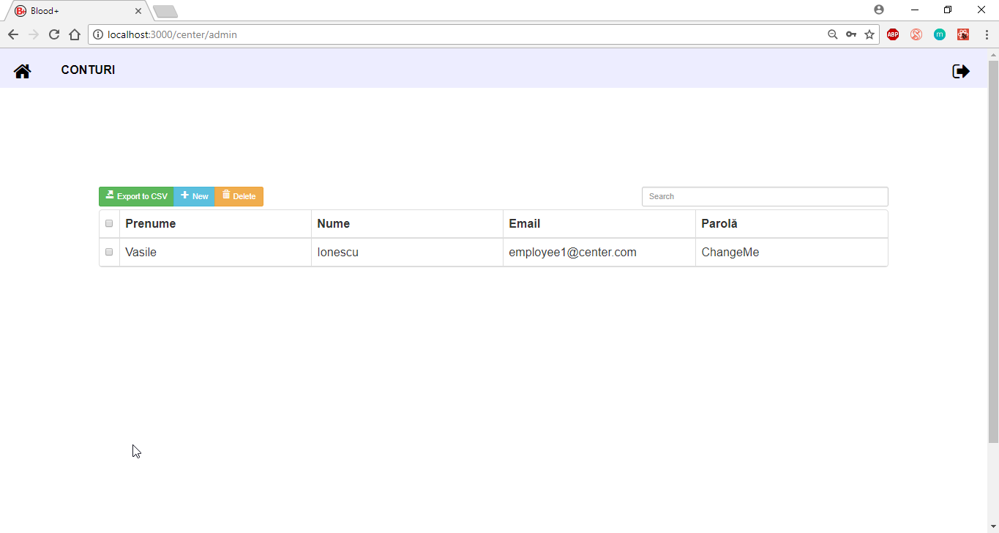 Blood+
localhost:3000/center/admin
ABP
m
CONTURI
Export to CSV New Delete Search
Prenume Nume Email Parolă
Vasile Ionescu employee1@center.com ChangeMe